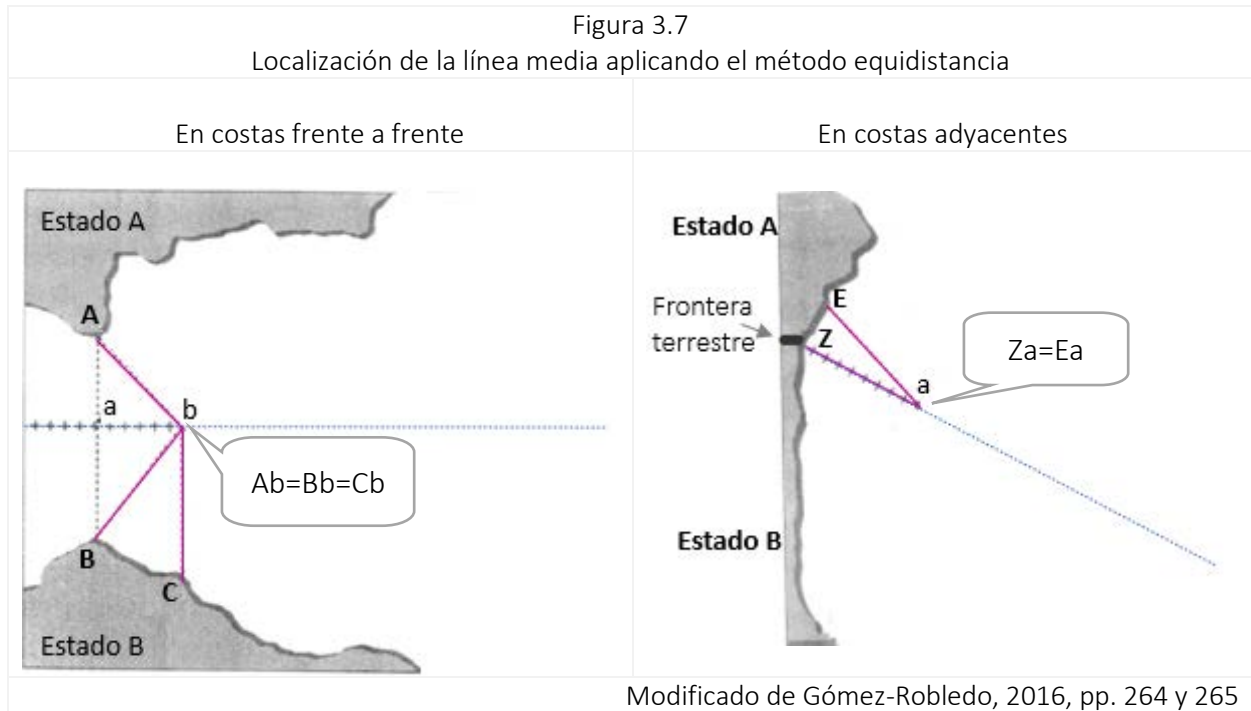 Figura 3.7
Localización de la línea media aplicando el método equidistancia
En costas frente a frente
Estado A
A
a
b
Ab=Bb=Cb
B
C
Estado B
En costas adyacentes
Estado A
E
Frontera
terrestre
Z
Za=Ea
a
Estado B
Modificado de Gómez-Robledo, 2016, pp. 264 y 265